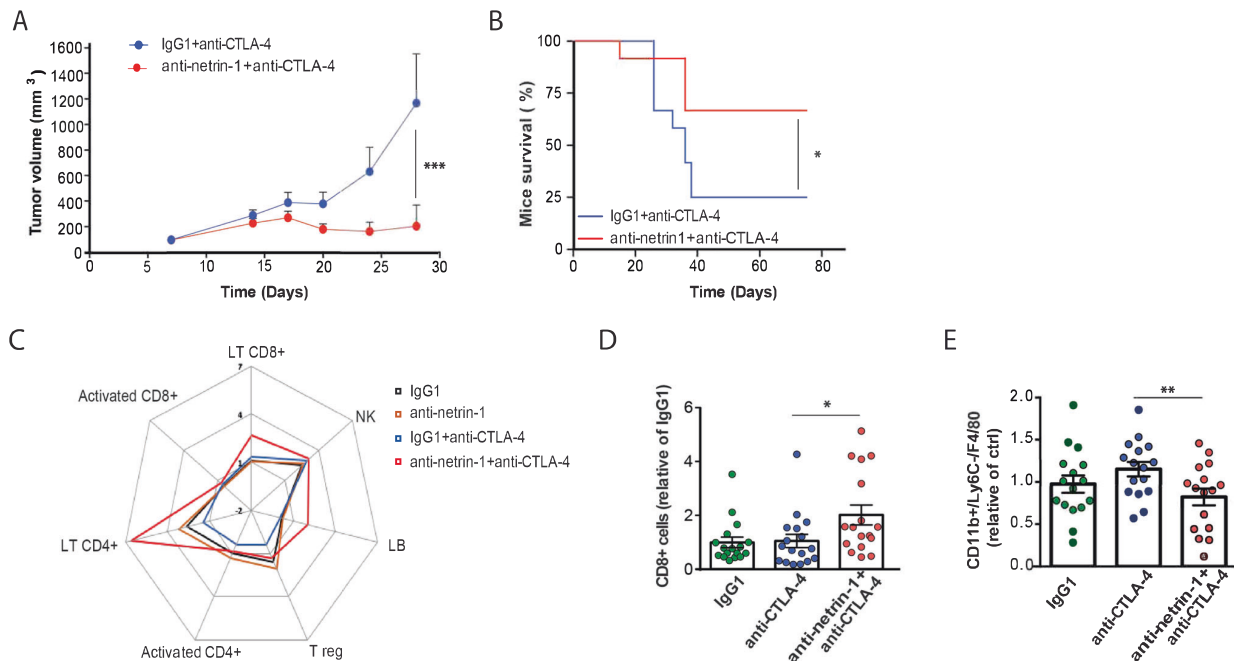 A
IgG1+anti-CTLA-4
anti-netrin-1+anti-CTLA-4
Tumor volume (mm³)
1600
1400
1200
1000
800
600
400
200
0
***
0 5 10 15 20 25 30
Time (Days)
B
Mice survival ( %)
100
75
50
25
0
*
IgG1+anti-CTLA-4
anti-netrin1+anti-CTLA-4
0 20 40 60 80
Time (Days)
C
LT CD8+
7
Activated CD8+
NK
4
1
-2
LT CD4+
LB
Activated CD4+
T reg
IgG1
anti-netrin-1
IgG1+anti-CTLA-4
anti-netrin-1+anti-CTLA-4
D
CD8+ cells (relative of IgG1)
8
6
4
2
0
*
IgG1
anti-CTLA-4
anti-netrin-1+
anti-CTLA-4
E
CD11b+/Ly6C-/F4/80
(relative of ctrl)
2.0
1.5
1.0
0.5
0.0
**
IgG1
anti-CTLA-4
anti-netrin-1+
anti-CTLA-4